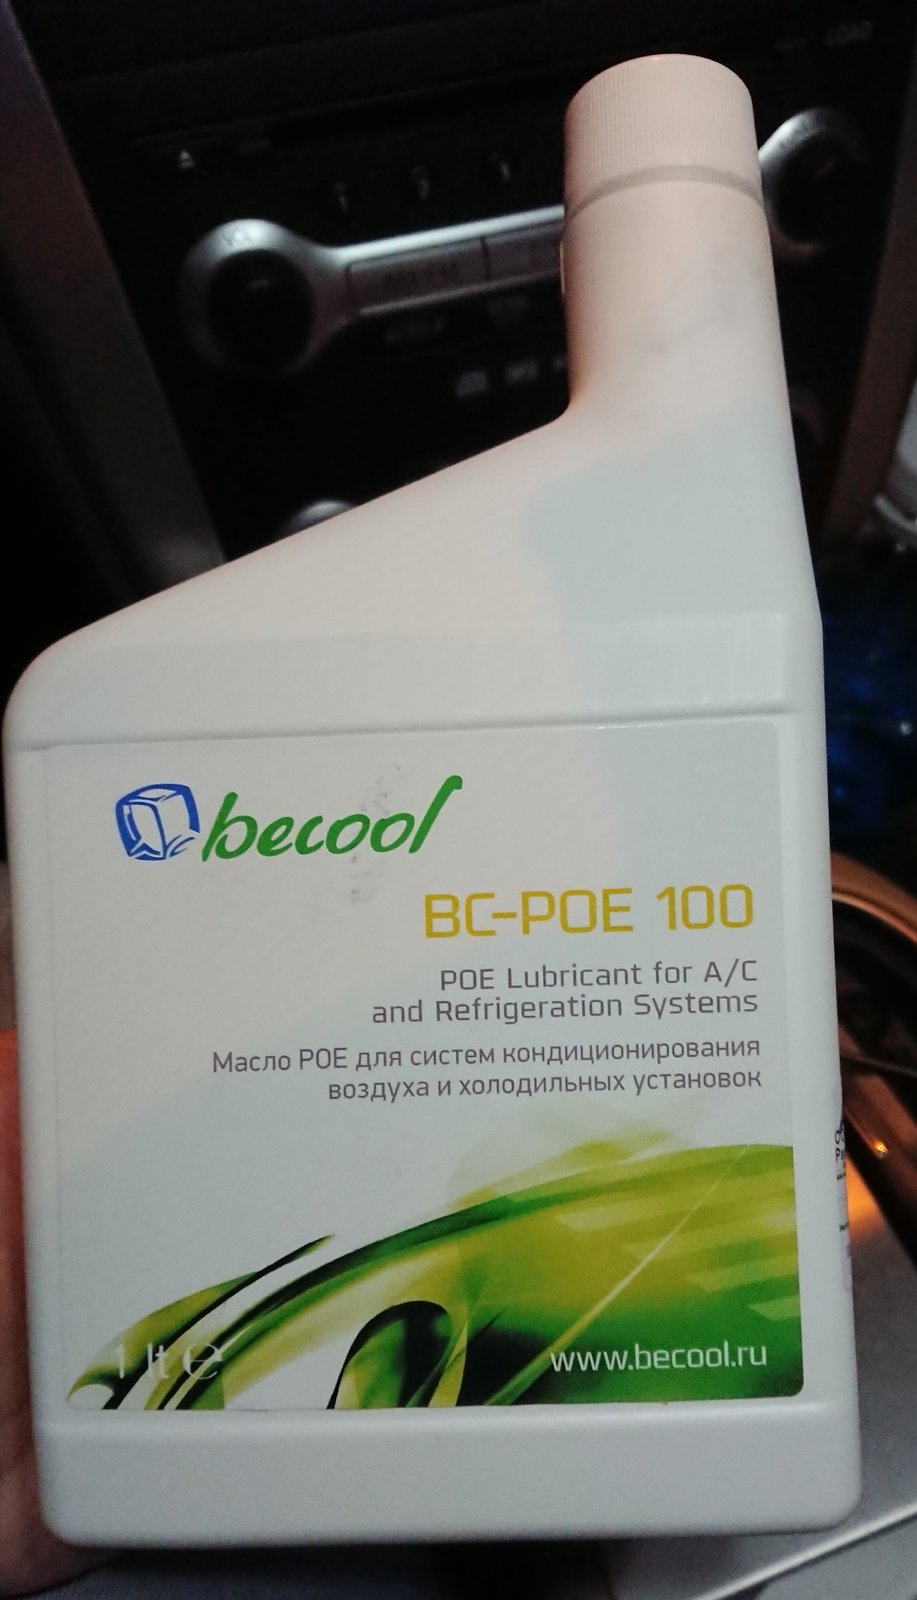 LOAD
becool
BC-POE 100
POE Lubricant for A/C
and Refrigeration Systems
Масло POE для систем кондиционирования
воздуха и холодильных установок
1 lt e
www.becool.ru